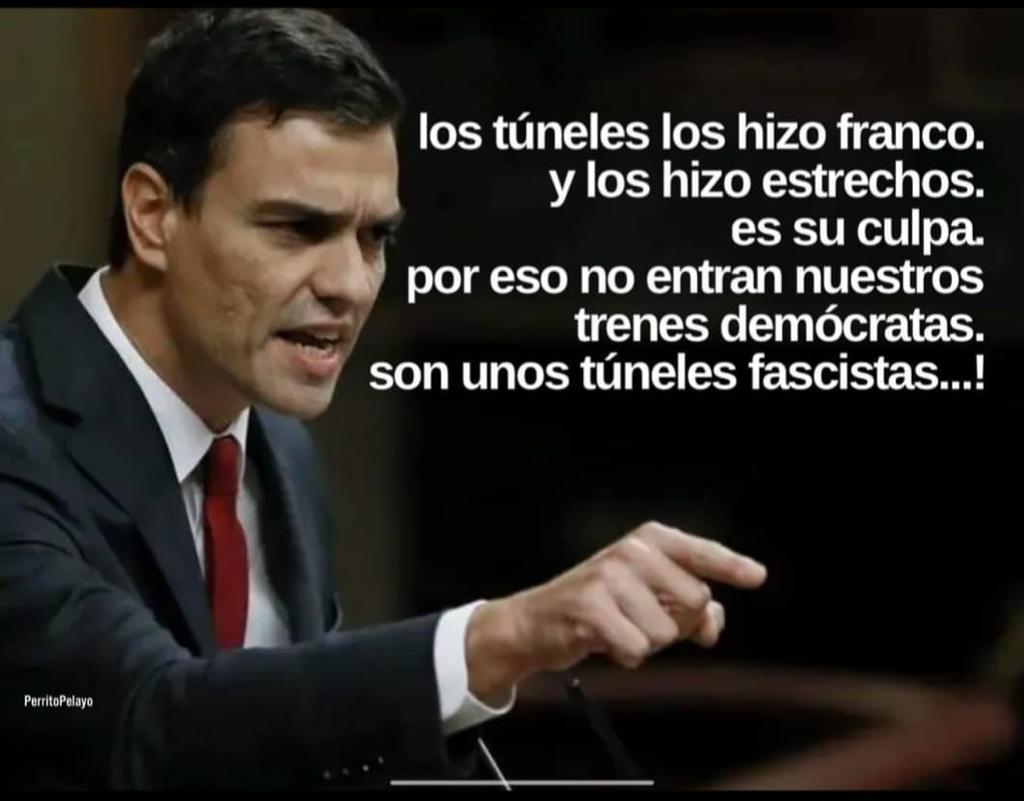 los túneles los hizo franco.
y los hizo estrechos.
es su culpa.
por eso no entran nuestros
trenes demócratas.
son unos túneles fascistas...!
PerritoPelayo